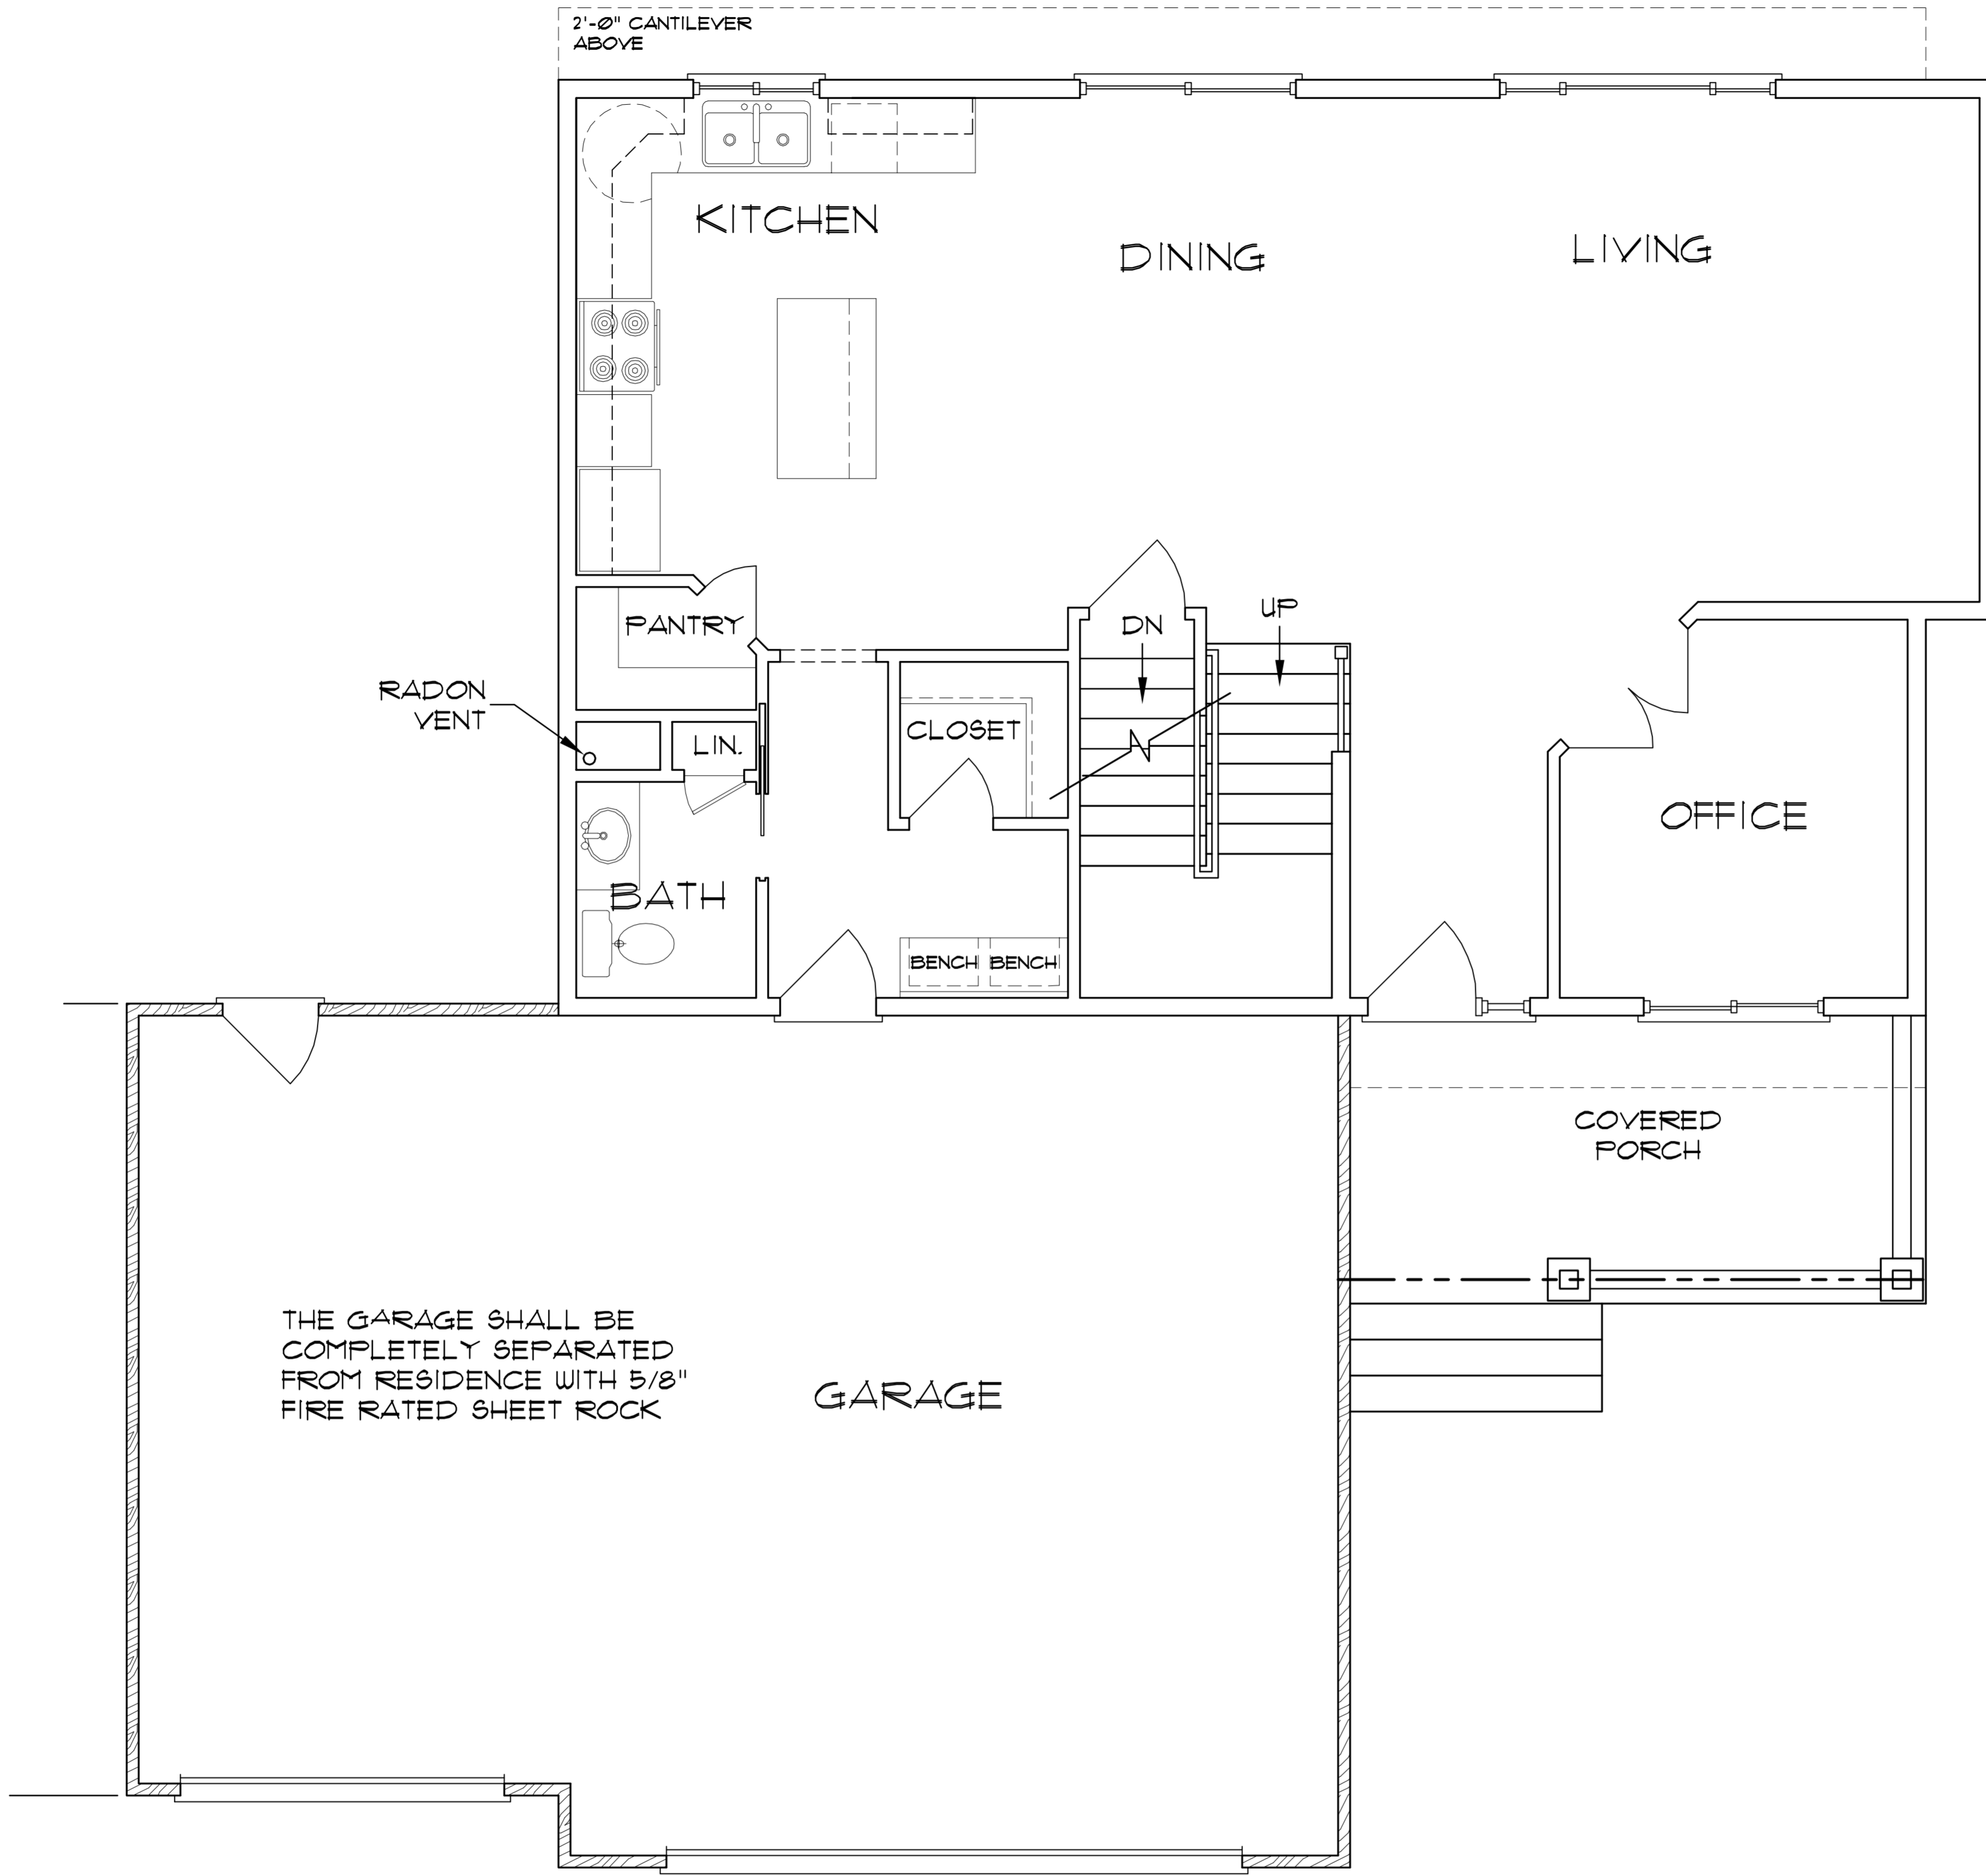 2'-0" CANTILEVER
ABOVE
KITCHEN
DINING
LIVING
PANTRY
DN
UP
RADON
VENT
LIN.
CLOSET
OFFICE
BATH
BENCH
BENCH
COVERED
PORCH
THE GARAGE SHALL BE
COMPLETELY SEPARATED
FROM RESIDENCE WITH 5/8"
FIRE RATED SHEET ROCK
GARAGE